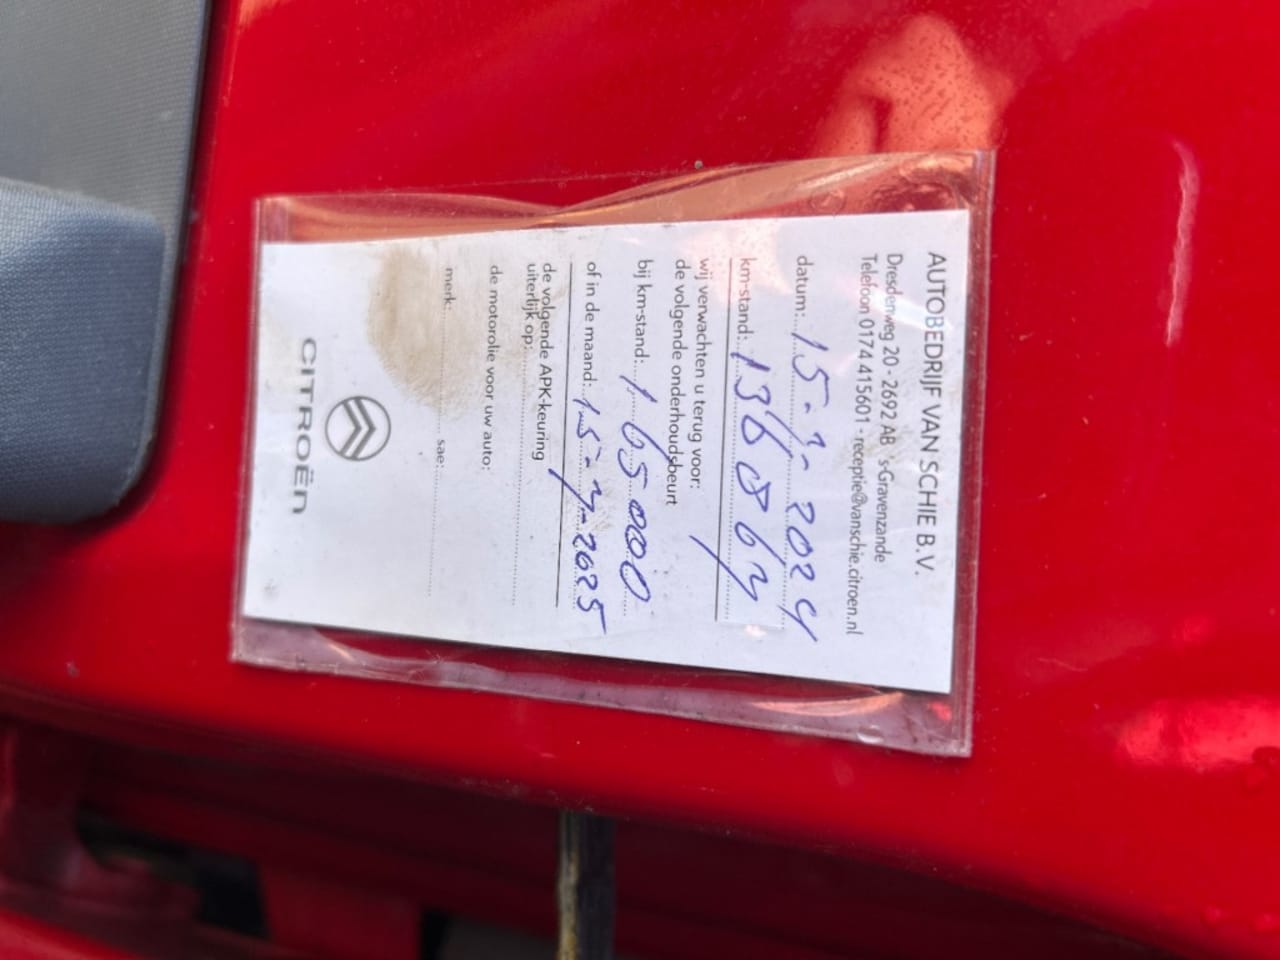 AUTOBEDRIJF VAN SCHIE B.V.
Dresdenweg 20 - 2692 AB 's-Gravenzande
Telefoon 0174 415601 - receptie@vanschie.citroen.nl
datum: 15-7-2024
km-stand: 136867
wij verwachten u terug voor:
de volgende onderhoudsbeurt
bij km-stand: 165000
of in de maand: 15-7-2025
de volgende APK-keuring
uiterlijk op:
de motorolie voor uw auto:
merk: sae:
CITROËN